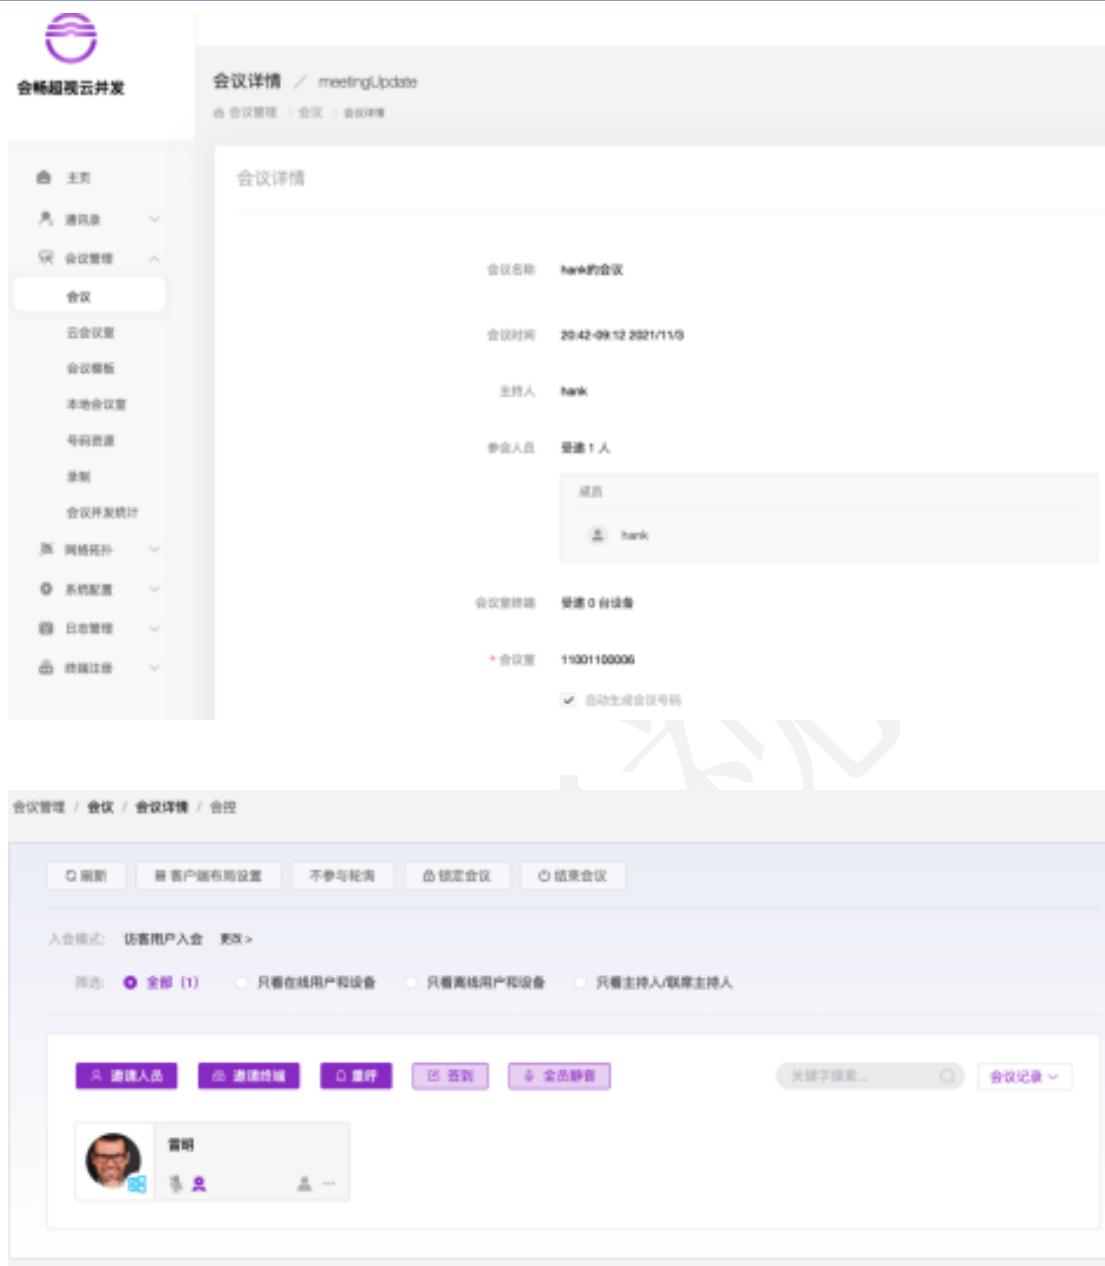 会畅超视云并发
会议详情 / meetingUpdate
会议管理 > 会议 > 会议详情
主页
通讯录
会议管理
会议
云会议室
会议模板
本地会议室
号码资源
录制
会议并发统计
网络拓扑
系统配置
日志管理
终端注册
会议详情
会议名称 hank的会议
会议时间 20:42-09:12 2021/11/3
主持人 hank
参会人员 受邀 1 人
成员
hank
会议室终端 受邀 0 台设备
* 会议室 11001100006
自动生成会议号码
视
会议管理 / 会议 / 会议详情 / 会控
刷新 客户端布局设置 不参与轮询 锁定会议 结束会议
入会模式: 访客用户入会 更改 >
筛选: 全部 (1) 只看在线用户和设备 只看离线用户和设备 只看主持人/联席主持人
邀请人员 邀请终端 重呼 签到 全员静音 关键字搜索... 会议记录
雷明